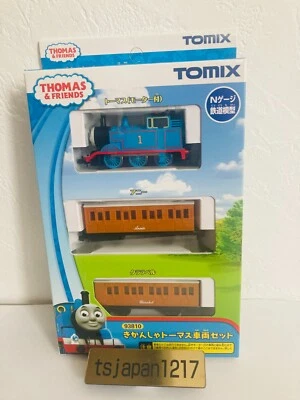 THOMAS
& FRIENDS
TOMIX
THOMAS
& FRIENDS
TOMIX
Nゲージ
鉄道模型
トーマス(モーター付)
1
アニー
Annie
クララベル
Clarabel
93810
きかんしゃトーマス車両セット
tsjapan1217